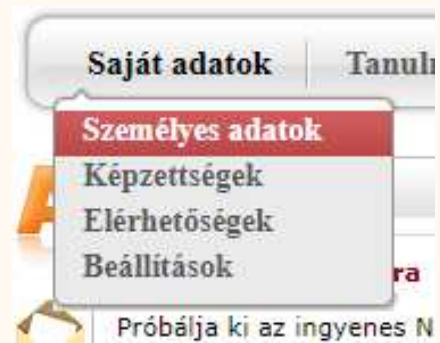 Saját adatok
Személyes adatok
Képzettségek
Elérhetőségek
Beállítások
Próbálja ki az ingyenes